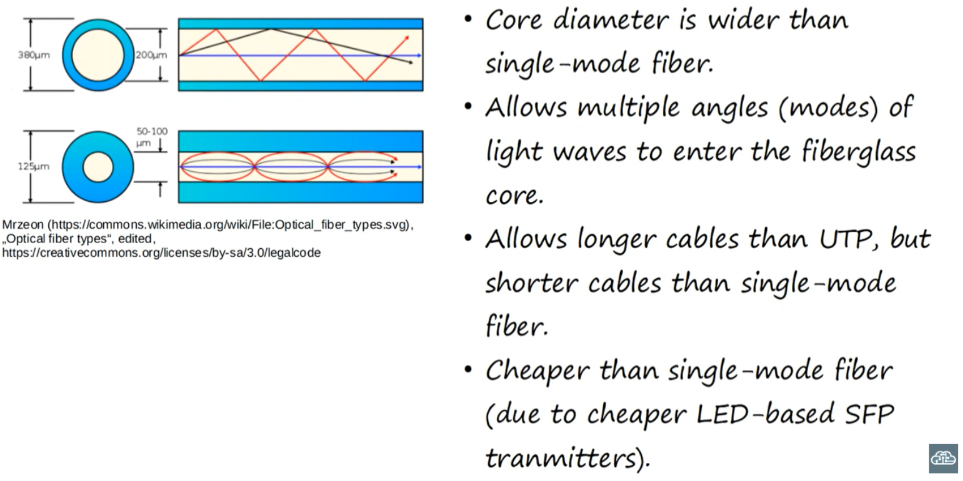 380µm
200µm
50-100
µm
125µm
Mrzeon (https://commons.wikimedia.org/wiki/File:Optical_fiber_types.svg),
„Optical fiber types“, edited,
https://creativecommons.org/licenses/by-sa/3.0/legalcode
• Core diameter is wider than
single-mode fiber.
• Allows multiple angles (modes) of
light waves to enter the fiberglass
core.
• Allows longer cables than UTP, but
shorter cables than single-mode
fiber.
• Cheaper than single-mode fiber
(due to cheaper LED-based SFP
tranmitters).